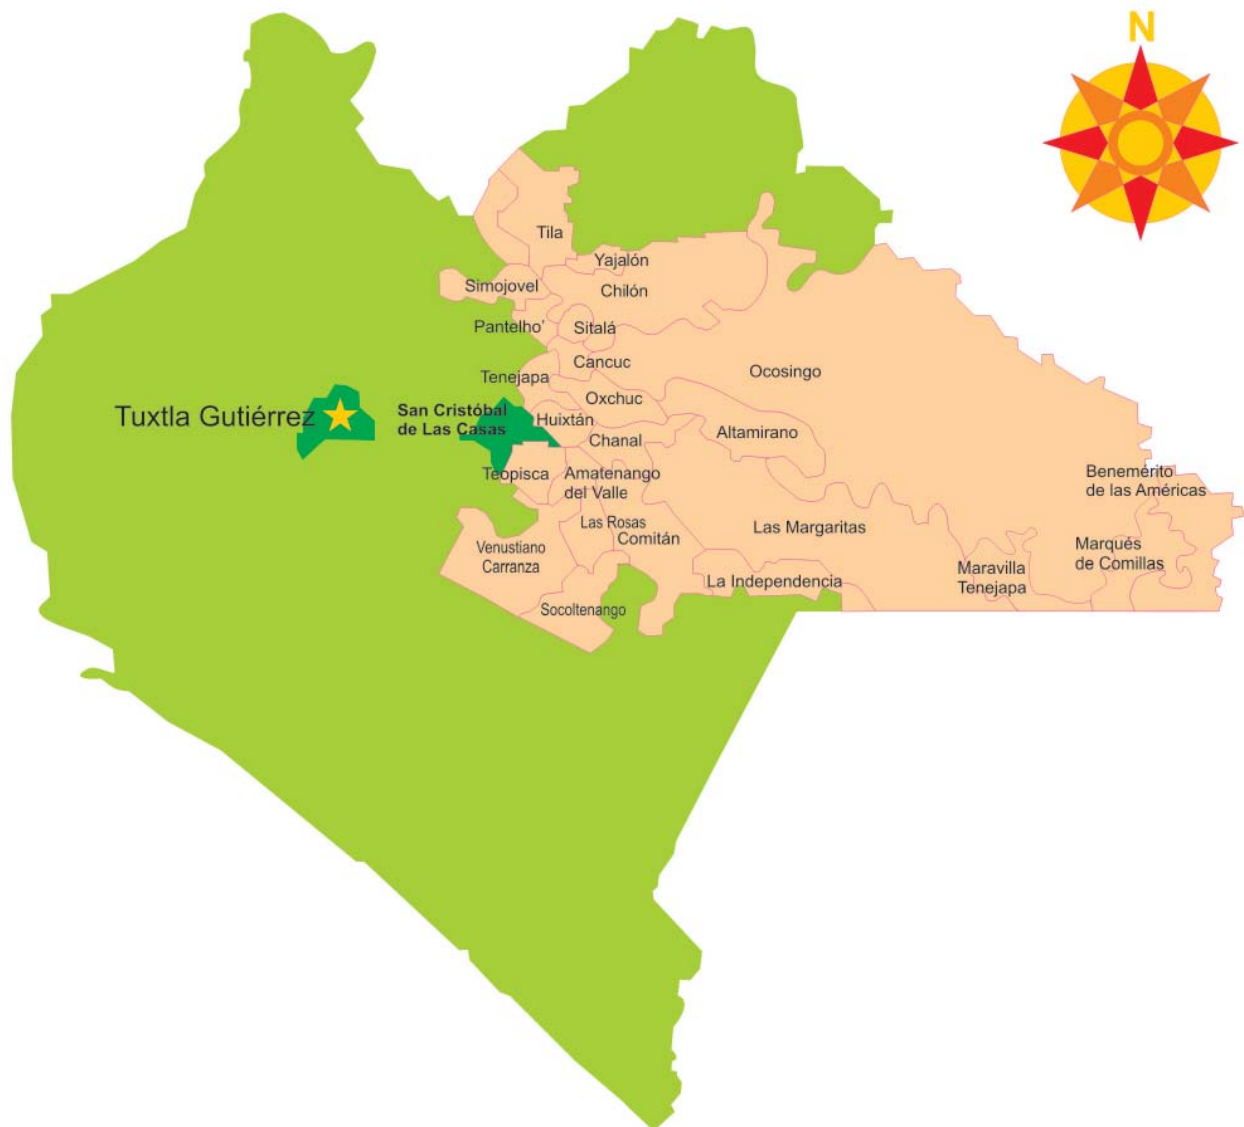 N
Tila
Yajalón
Simojovel
Chilón
Pantelho'
Sitalá
Cancuc
Ocosingo
Tenejapa
Oxchuc
Tuxtla Gutiérrez
San Cristóbal
de Las Casas
Huixtán
Altamirano
Chanal
Teopisca
Amatenango
del Valle
Benemérito
de las Américas
Las Rosas
Las Margaritas
Comitán
Venustiano
Carranza
Marqués
de Comillas
Maravilla
Tenejapa
La Independencia
Socoltenango